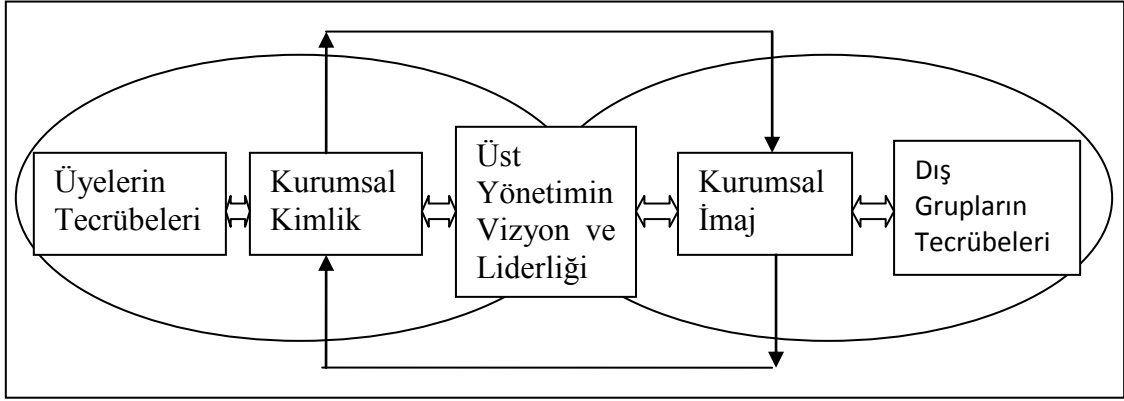 Üyelerin
Tecrübeleri
Kurumsal
Kimlik
Üst
Yönetimin
Vizyon ve
Liderliği
Kurumsal
İmaj
Dış
Grupların
Tecrübeleri